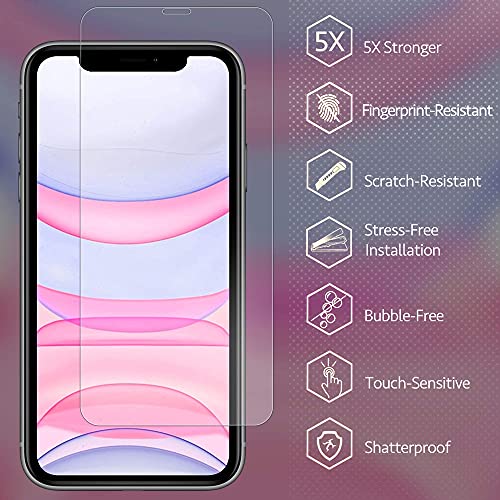 5X
5X Stronger
Fingerprint-Resistant
Scratch-Resistant
Stress-Free
Installation
Bubble-Free
Touch-Sensitive
Shatterproof